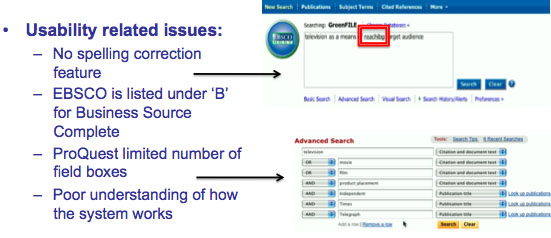 • Usability related issues:
– No spelling correction
feature
– EBSCO is listed under ‘B’
for Business Source
Complete
– ProQuest limited number of
field boxes
– Poor understanding of how
the system works
New Search Publications Subject Terms Cited References More
Searching: GreenFILE
television as a means reachbg target audience
EBSCO
Search Clear
Basic Search Advanced Search Visual Search Search History/Alerts Preferences
Advanced Search Tools: Search Tips 6 Recent Searches
television Citation and document text
OR movie Citation and document text
OR film Citation and document text
AND product placement Citation and document text
AND Independent Publication title Look up publications
AND Times Publication title Look up publications
AND Telegraph Publication title Look up publications
Add a row | Remove a row Search Clear